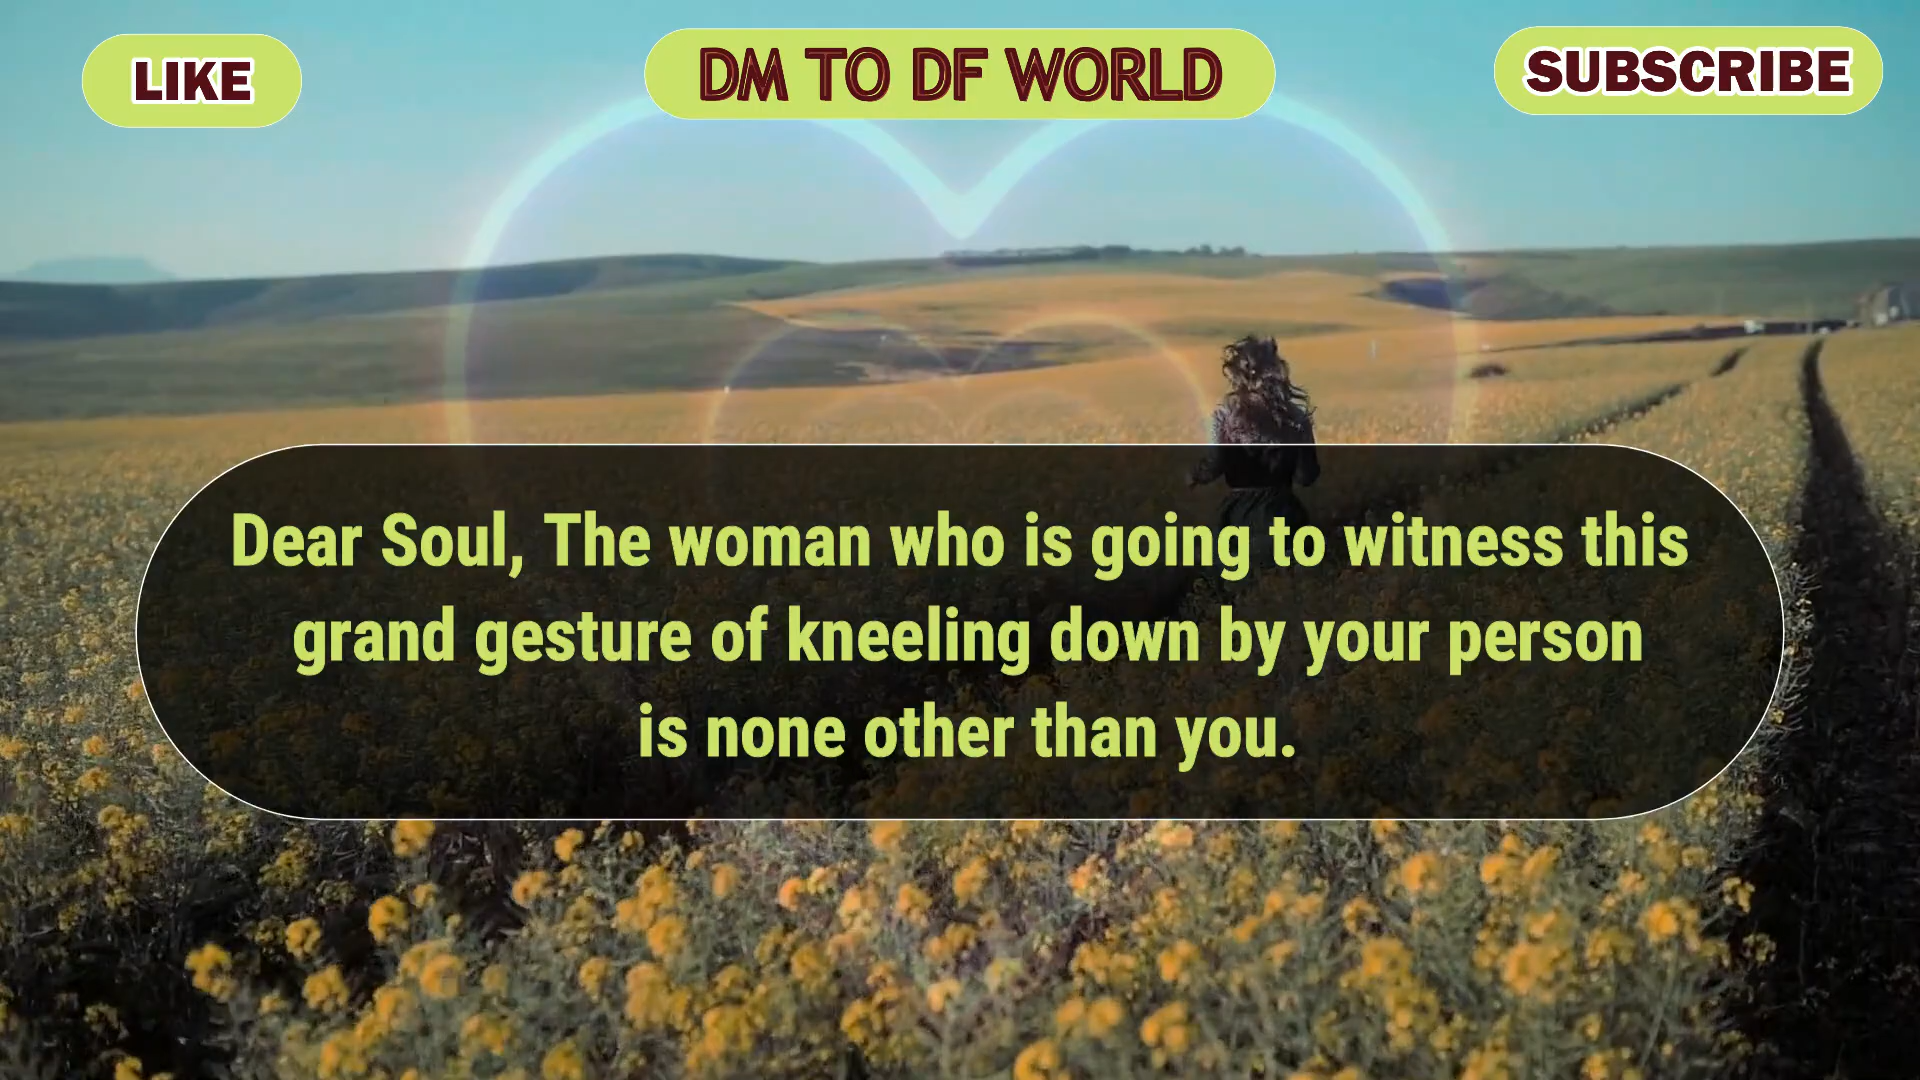 LIKE
DM TO DF WORLD
SUBSCRIBE
Dear Soul, The woman who is going to witness this
grand gesture of kneeling down by your person
is none other than you.